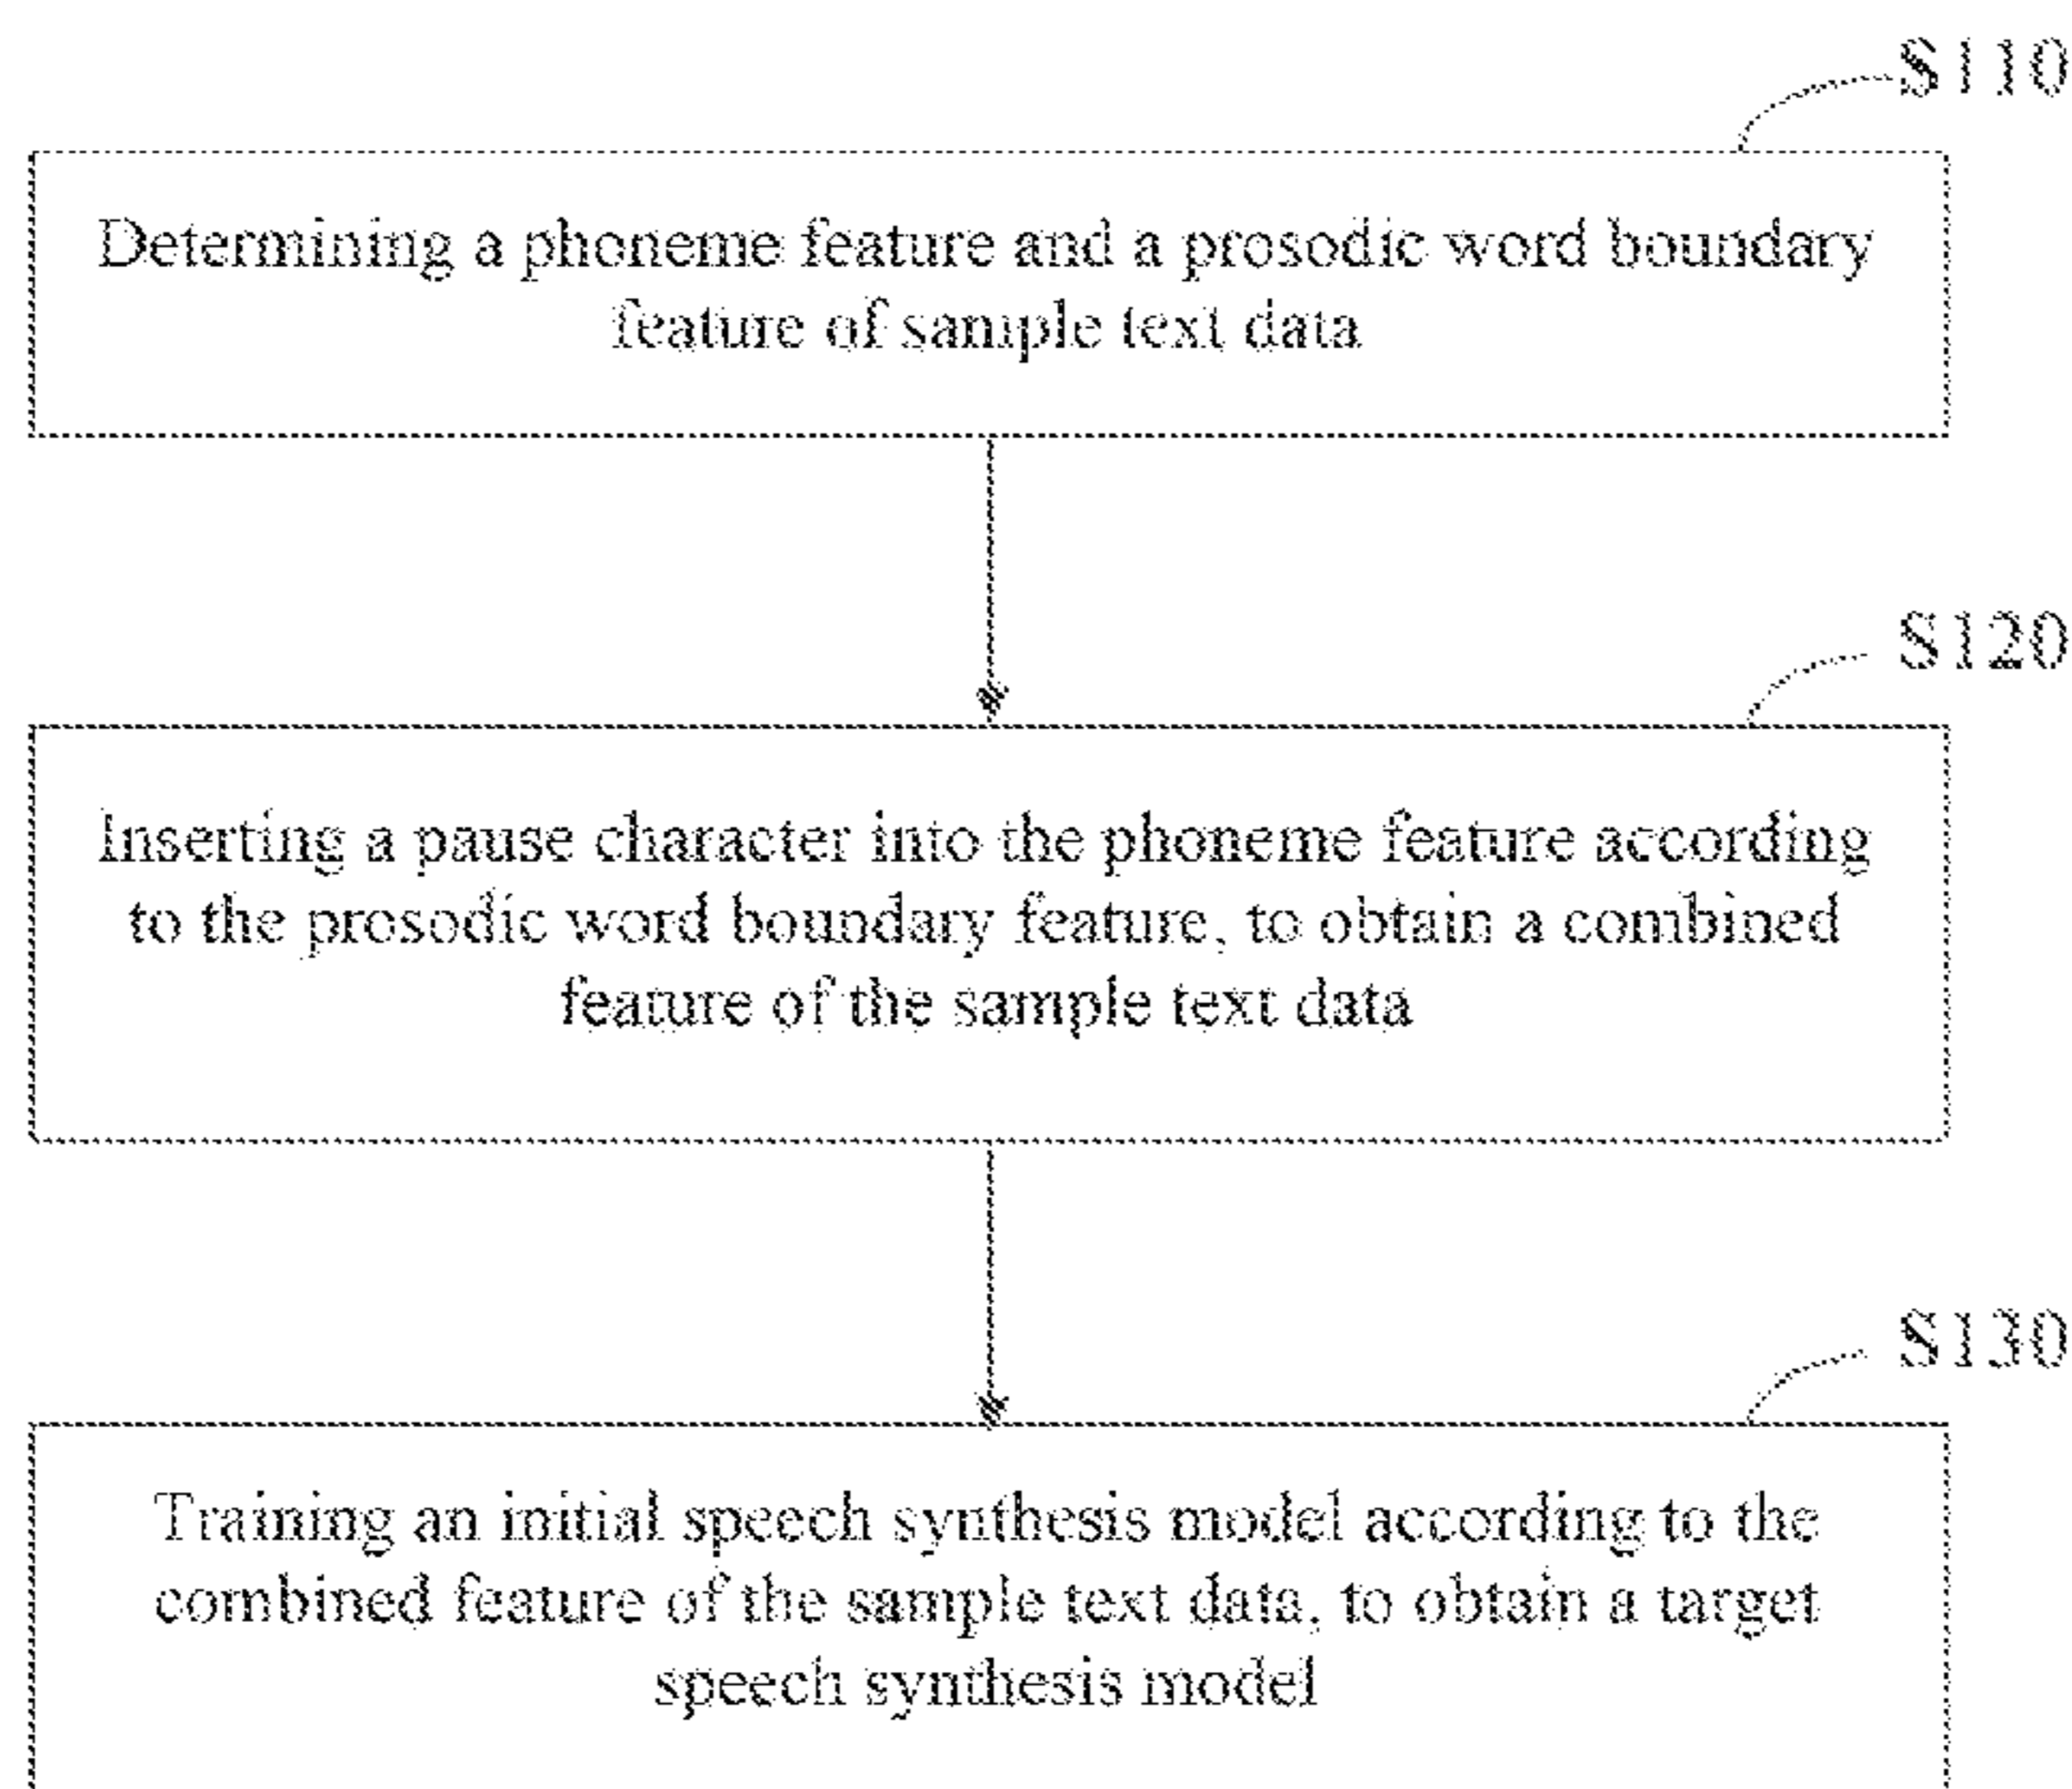 S110
Determining a phoneme feature and a prosodic word boundary
feature of sample text data
S120
Inserting a pause character into the phoneme feature according
to the prosodic word boundary feature, to obtain a combined
feature of the sample text data
S130
Training an initial speech synthesis model according to the
combined feature of the sample text data, to obtain a target
speech synthesis model